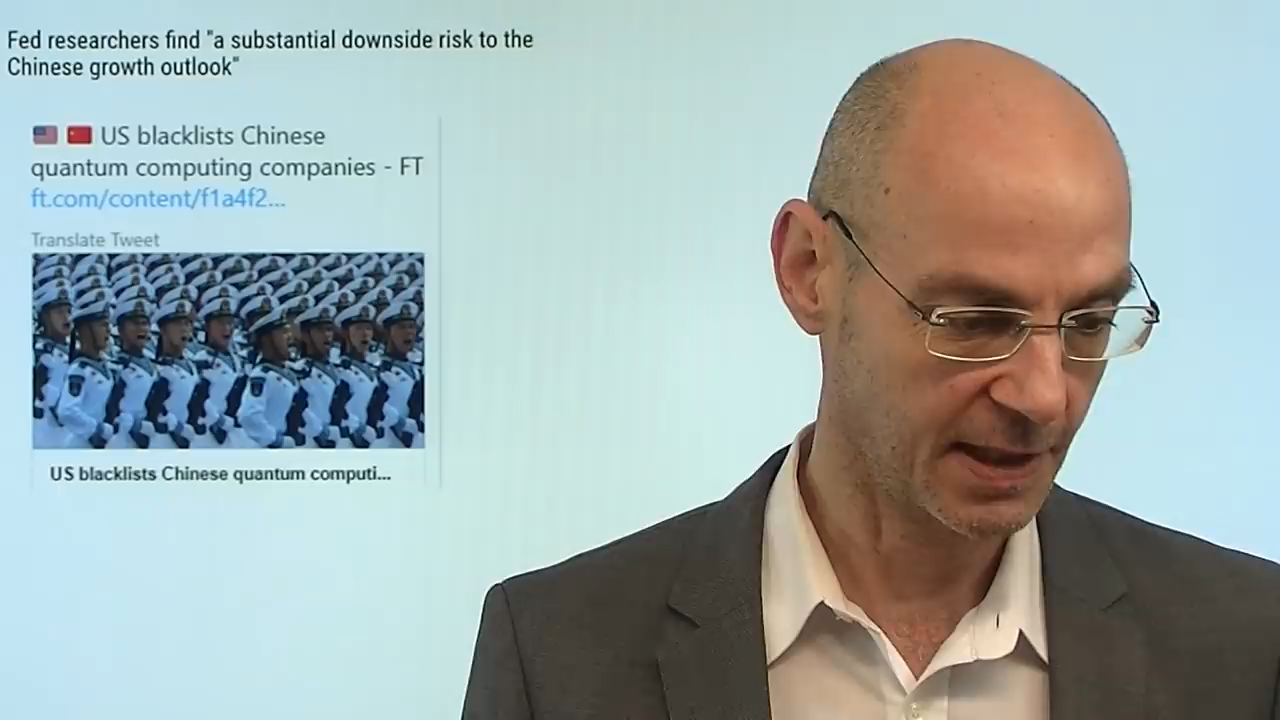 Fed researchers find "a substantial downside risk to the
Chinese growth outlook"
US blacklists Chinese
quantum computing companies - FT
ft.com/content/f1a4f2...
Translate Tweet
US blacklists Chinese quantum computi...